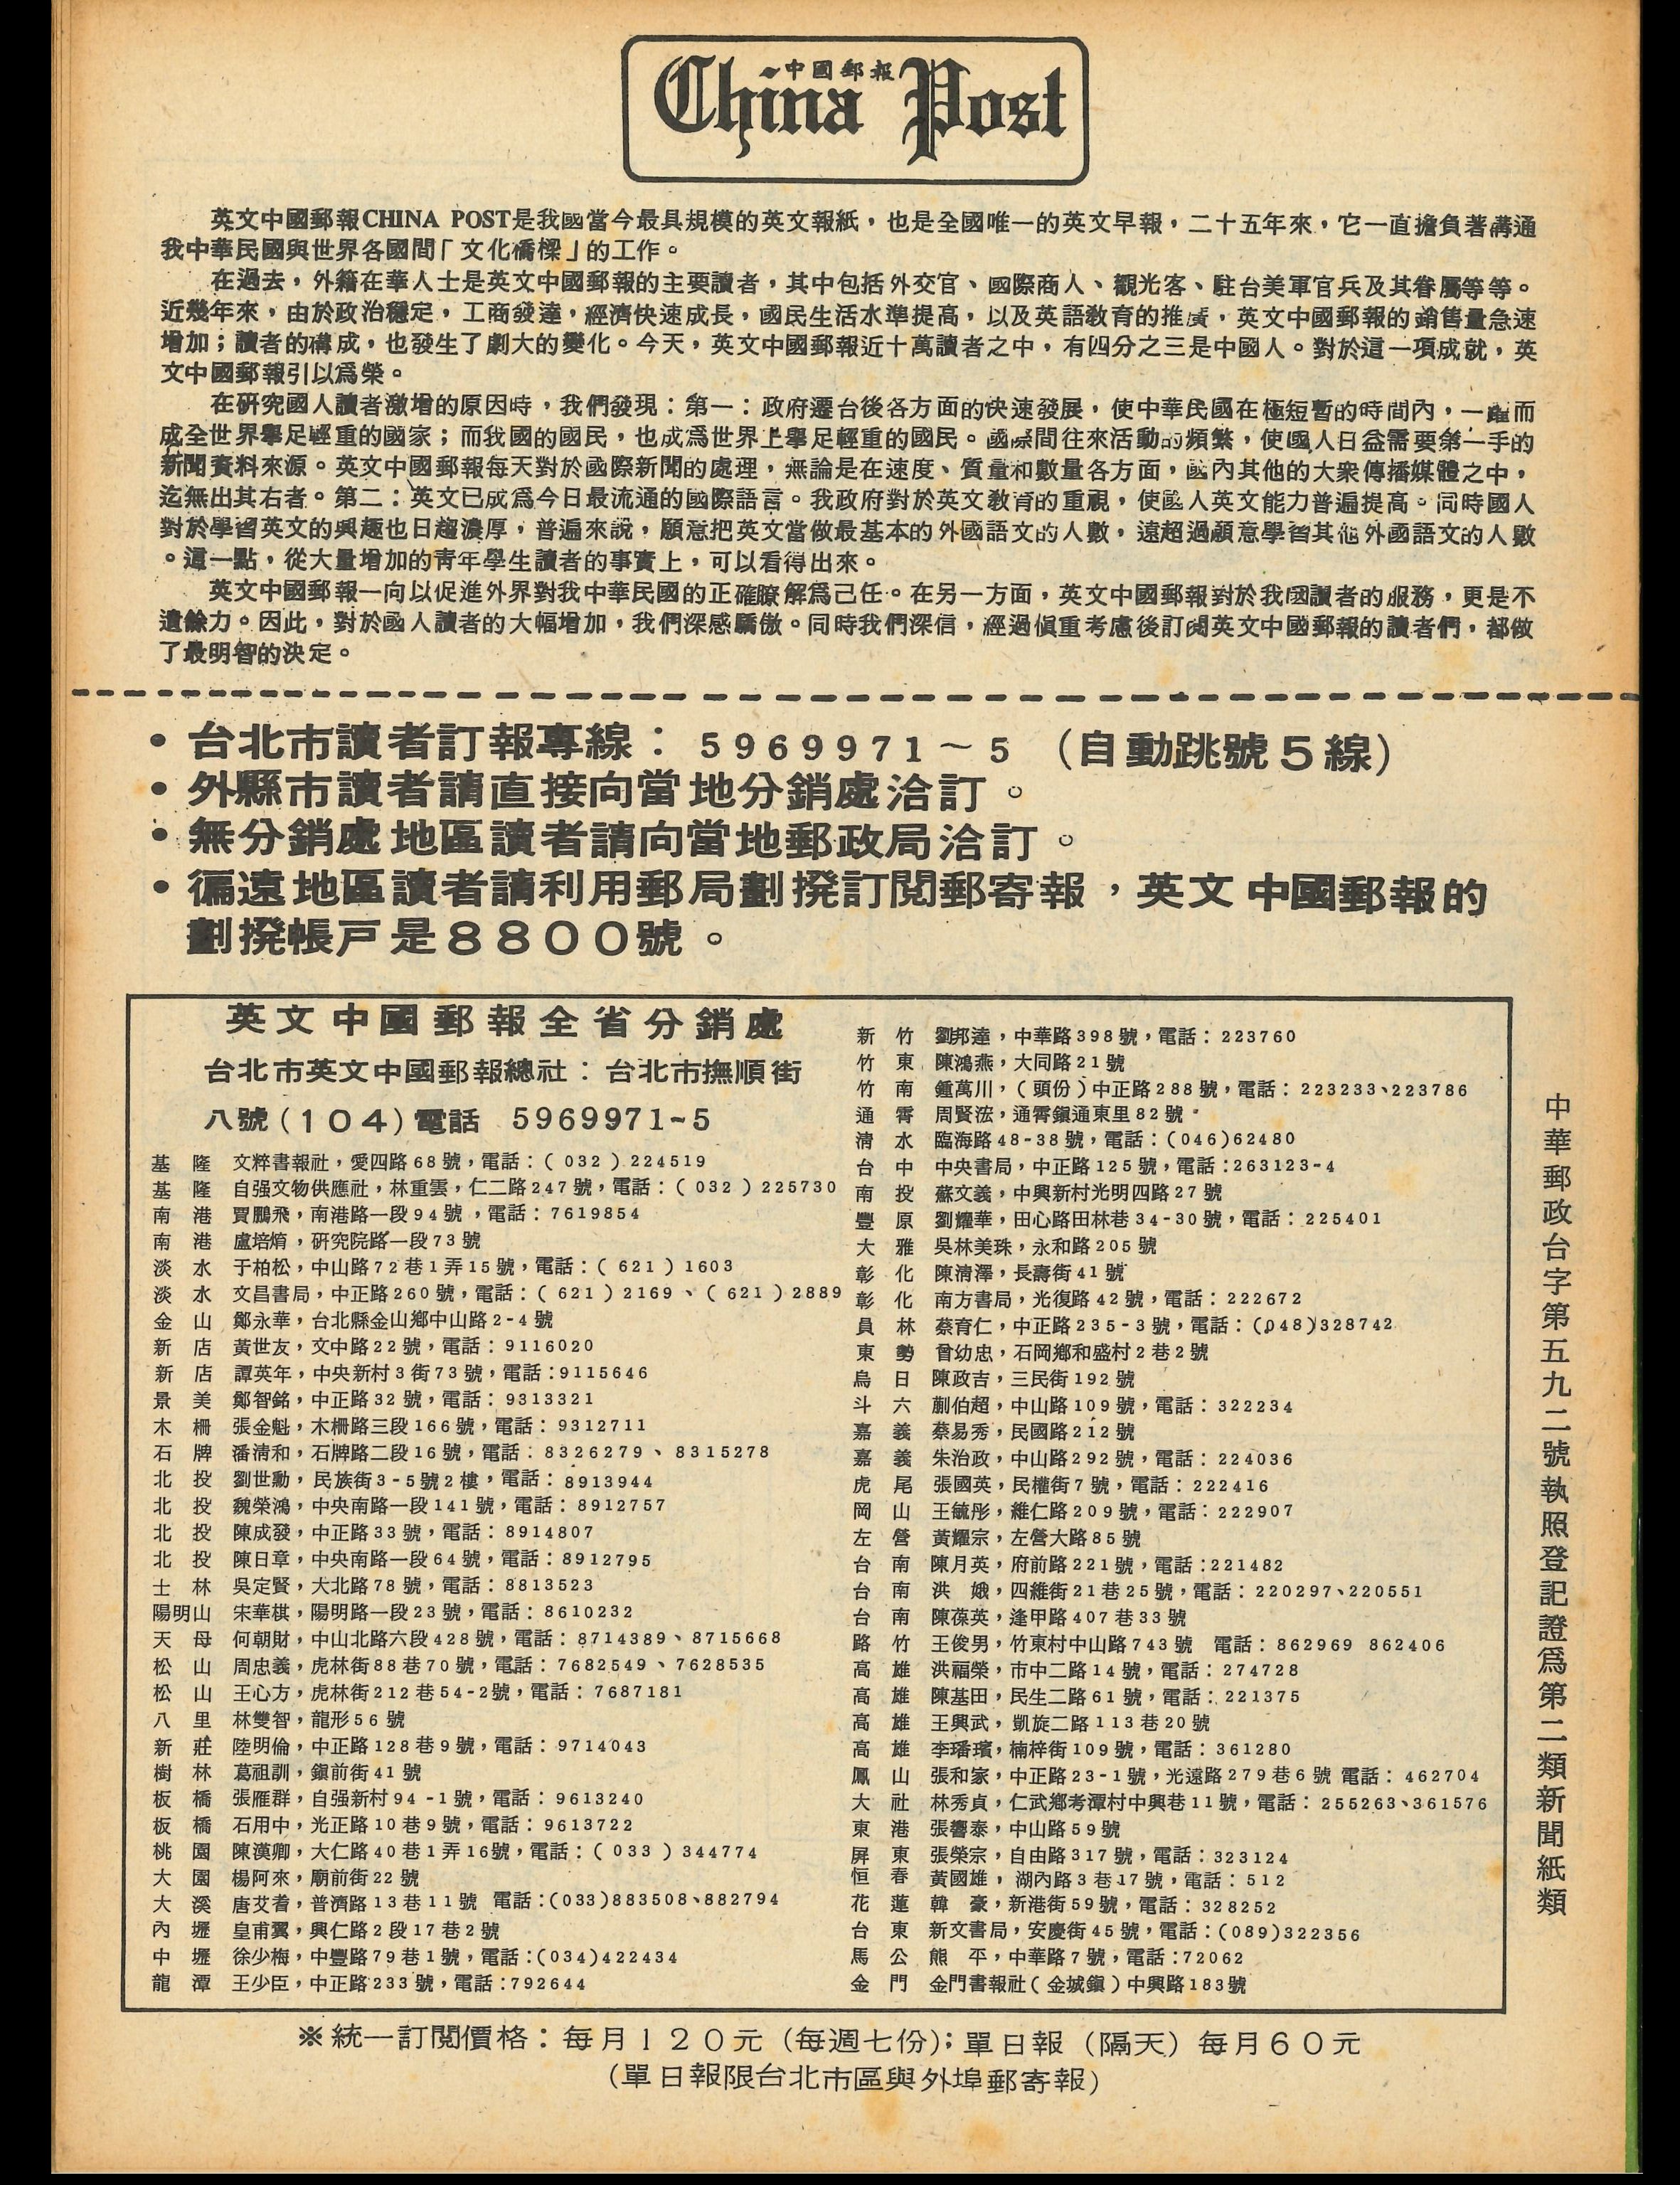 中國郵報
China Post
英文中國郵報CHINA POST是我國當今最具規模的英文報紙，也是全國唯一的英文早報，二十五年來，它一直擔負著溝通
我中華民國與世界各國間「文化橋樑」的工作。
在過去，外籍在華人士是英文中國郵報的主要讀者，其中包括外交官、國際商人、觀光客、駐台美軍官兵及其眷屬等等。
近幾年來，由於政治穩定，工商發達，經濟快速成長，國民生活水準提高，以及英語教育的推廣，英文中國郵報的銷售量急速
增加；讀者的構成，也發生了劇大的變化。今天，英文中國郵報近十萬讀者之中，有四分之三是中國人。對於這一項成就，英
文中國郵報引以爲榮。
在研究國人讀者激增的原因時，我們發現：第一：政府遷台後各方面的快速發展，使中華民國在極短暫的時間內，一躍而
成全世界舉足輕重的國家；而我國的國民，也成爲世界上舉足輕重的國民。國際間往來活動的頻繁，使國人日益需要第一手的
新聞資料來源。英文中國郵報每天對於國際新聞的處理，無論是在速度、質量和數量各方面，國內其他的大衆傳播媒體之中，
迄無出其右者。第二：英文已成爲今日最流通的國際語言。我政府對於英文教育的重視，使國人英文能力普遍提高。同時國人
對於學習英文的興趣也日趨濃厚，普遍來說，願意把英文當做最基本的外國語文的人數，遠超過願意學習其他外國語文的人數
。這一點，從大量增加的靑年學生讀者的事實上，可以看得出來。
英文中國郵報一向以促進外界對我中華民國的正確瞭解爲己任。在另一方面，英文中國郵報對於我國讀者的服務，更是不
遺餘力。因此，對於國人讀者的大幅增加，我們深感驕傲。同時我們深信，經過愼重考慮後訂閱英文中國郵報的讀者們，都做
了最明智的決定。
•台北市讀者訂報專線：5969971～5（自動跳號5線）
•外縣市讀者請直接向當地分銷處洽訂。
•無分銷處地區讀者請向當地郵政局洽訂。
•徧遠地區讀者請利用郵局劃撥訂閱郵寄報，英文中國郵報的
劃撥帳戶是8800號。
英文中國郵報全省分銷處
台北市英文中國郵報總社：台北市撫順街
八號(104)電話 5969971~5
基隆 文粹書報社，愛四路68號，電話：(032)224519
基隆 自强文物供應社，林重雲，仁二路247號，電話：(032)225730
南港 賈鵬飛，南港路一段94號，電話：7619854
南港 盧培焴，研究院路一段73號
淡水 于柏松，中山路72巷1弄15號，電話：(621)1603
淡水 文昌書局，中正路260號，電話：(621)2169、(621)2889
金山 鄭永華，台北縣金山鄉中山路2-4號
新店 黃世友，文中路22號，電話：9116020
新店 譚英年，中央新村3街73號，電話：9115646
景美 鄭智銘，中正路32號，電話：9313321
木柵 張金魁，木柵路三段166號，電話：9312711
石牌 潘淸和，石牌路二段16號，電話：8326279、8315278
北投 劉世勳，民族街3-5號2樓，電話：8913944
北投 魏榮鴻，中央南路一段141號，電話：8912757
北投 陳成發，中正路33號，電話：8914807
北投 陳日章，中央南路一段64號，電話：8912795
士林 吳定賢，大北路78號，電話：8813523
陽明山 宋華棋，陽明路一段23號，電話：8610232
天母 何朝財，中山北路六段428號，電話：8714389、8715668
松山 周忠義，虎林街88巷70號，電話：7682549、7628535
松山 王心方，虎林街212巷54-2號，電話：7687181
八里 林雙智，龍形56號
新莊 陸明倫，中正路128巷9號，電話：9714043
樹林 葛祖訓，鎭前街41號
板橋 張雁群，自强新村94-1號，電話：9613240
板橋 石用中，光正路10巷9號，電話：9613722
桃園 陳漢卿，大仁路40巷1弄16號，電話：(033)344774
大園 楊阿來，廟前街22號
大溪 唐艾耆，普濟路13巷11號 電話：(033)883508、882794
內壢 皇甫翼，興仁路2段17巷2號
中壢 徐少梅，中豐路79巷1號，電話：(034)422434
龍潭 王少臣，中正路233號，電話：792644
新竹 劉邦達，中華路398號，電話：223760
竹東 陳鴻燕，大同路21號
竹南 鍾萬川，(頭份)中正路288號，電話：223233、223786
通霄 周賢浤，通霄鎭通東里82號
淸水 臨海路48-38號，電話：(046)62480
台中 中央書局，中正路125號，電話：263123-4
南投 蘇文義，中興新村光明四路27號
豐原 劉耀華，田心路田林巷34-30號，電話：225401
大雅 吳林美珠，永和路205號
彰化 陳淸澤，長壽街41號
彰化 南方書局，光復路42號，電話：222672
員林 蔡育仁，中正路235-3號，電話：(048)328742
東勢 曾幼忠，石岡鄉和盛村2巷2號
烏日 陳政吉，三民街192號
斗六 蒯伯超，中山路109號，電話：322234
嘉義 蔡易秀，民國路212號
嘉義 朱治政，中山路292號，電話：224036
虎尾 張國英，民權街7號，電話：222416
岡山 王毓彤，維仁路209號，電話：222907
左營 黃耀宗，左營大路85號
台南 陳月英，府前路221號，電話：221482
台南 洪 娥，四維街21巷25號，電話：220297、220551
台南 陳葆英，逢甲路407巷33號
路竹 王俊男，竹東村中山路743號 電話：862969 862406
高雄 洪福榮，市中二路14號，電話：274728
高雄 陳基田，民生二路61號，電話：221375
高雄 王興武，凱旋二路113巷20號
高雄 李璠璸，楠梓街109號，電話：361280
鳳山 張和家，中正路23-1號，光遠路279巷6號 電話：462704
大社 林秀貞，仁武鄉考潭村中興巷11號，電話：255263、361576
東港 張響泰，中山路59號
屏東 張榮宗，自由路317號，電話：323124
恒春 黃國雄，湖內路3巷17號，電話：512
花蓮 韓 豪，新港街59號，電話：328252
台東 新文書局，安慶街45號，電話：(089)322356
馬公 熊 平，中華路7號，電話：72062
金門 金門書報社(金城鎭)中興路183號
中華郵政台字第五九二號執照登記證爲第二類新聞紙類
※統一訂閱價格：每月120元(每週七份)；單日報(隔天)每月60元
(單日報限台北市區與外埠郵寄報)